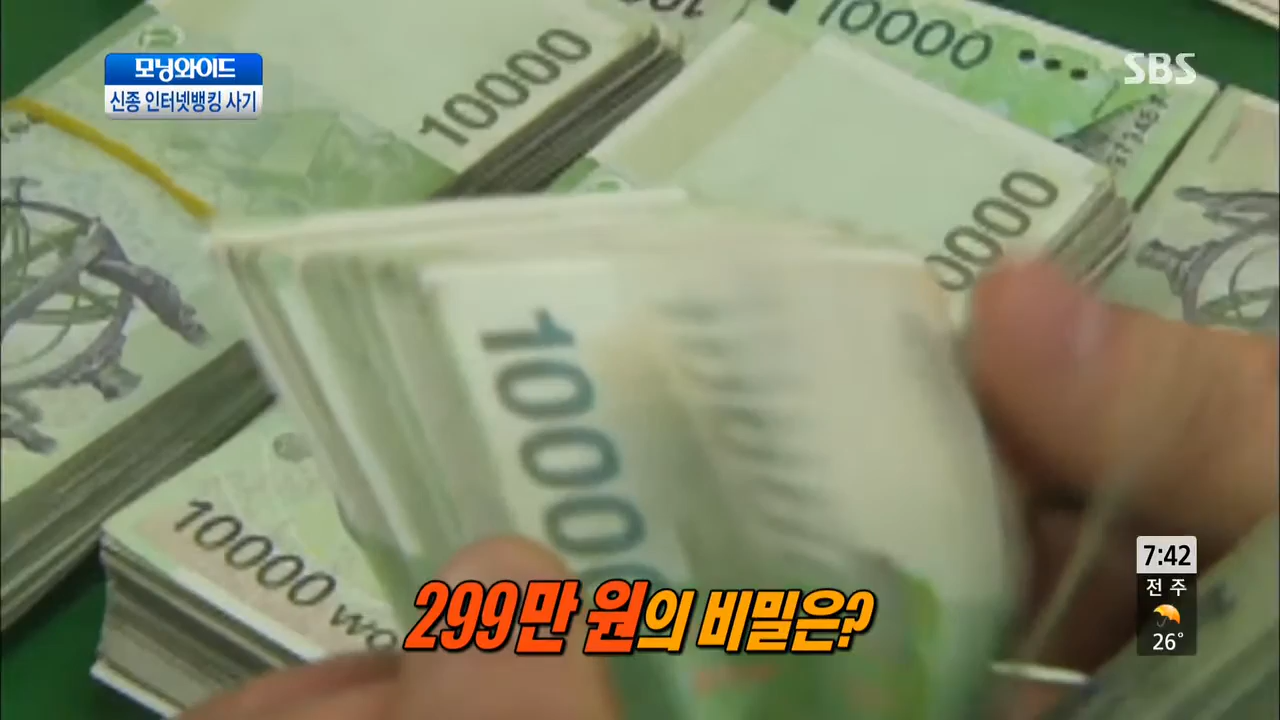 모닝와이드
신종 인터넷뱅킹 사기
SBS
10000
10000
10000
10000 wo
299만 원의 비밀은?
7:42
전주
26°